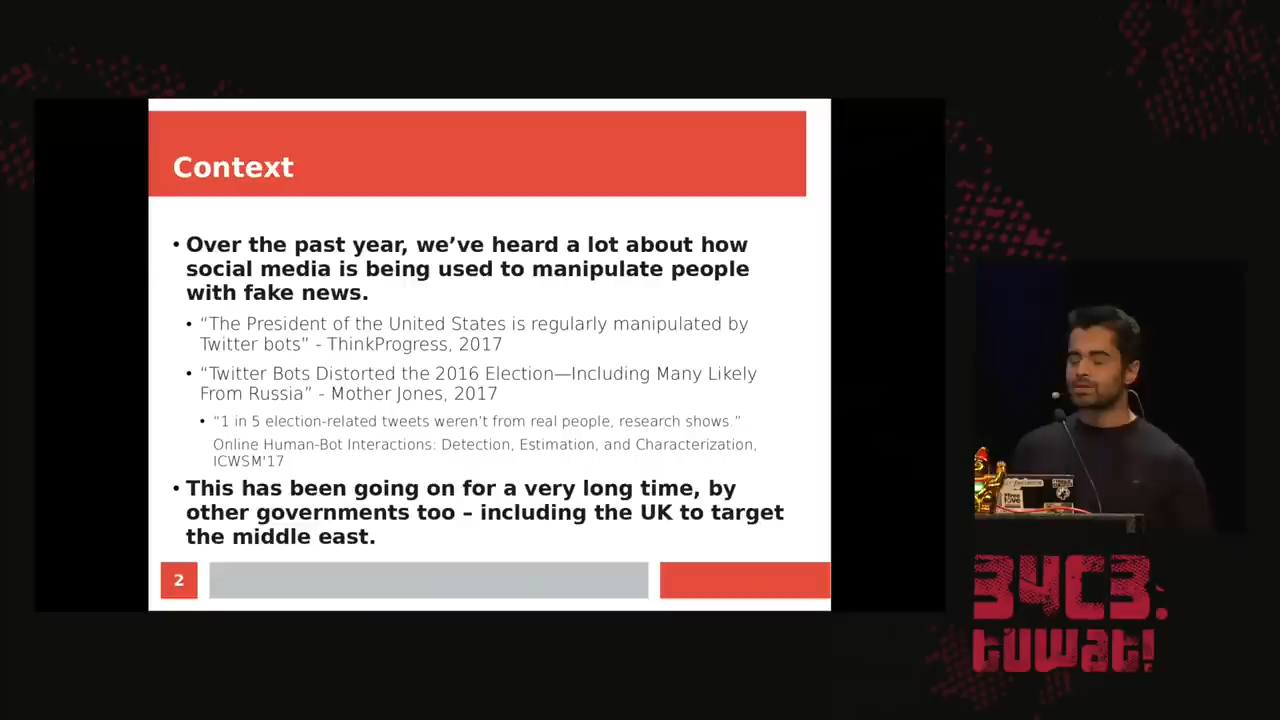 Context
• Over the past year, we’ve heard a lot about how
social media is being used to manipulate people
with fake news.
• “The President of the United States is regularly manipulated by
Twitter bots” - ThinkProgress, 2017
• “Twitter Bots Distorted the 2016 Election—Including Many Likely
From Russia” - Mother Jones, 2017
• “1 in 5 election-related tweets weren’t from real people, research shows.”
Online Human-Bot Interactions: Detection, Estimation, and Characterization,
ICWSM'17
• This has been going on for a very long time, by
other governments too – including the UK to target
the middle east.
2
34C3:
tuwat!